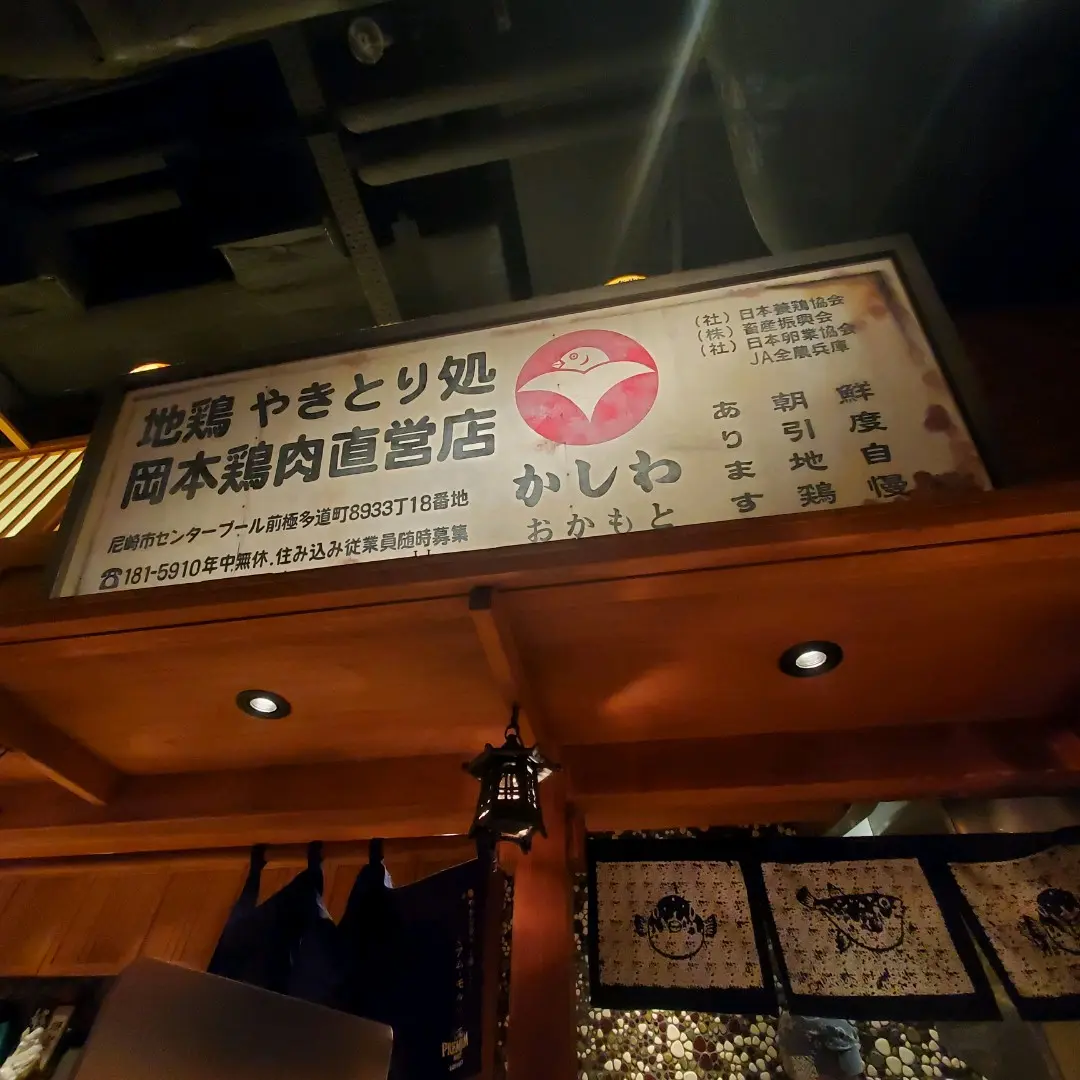 地鶏 やきとり処
岡本鶏肉直営店
尼崎市センタープール前極多道町8933丁18番地
☎181-5910年中無休.住み込み従業員随時募集
かしわ
おかもと
(社)日本養鶏協会
(株)畜産振興会
(社)日本卵業協会
JA全農兵庫
鮮度自慢
朝引地鶏
あります